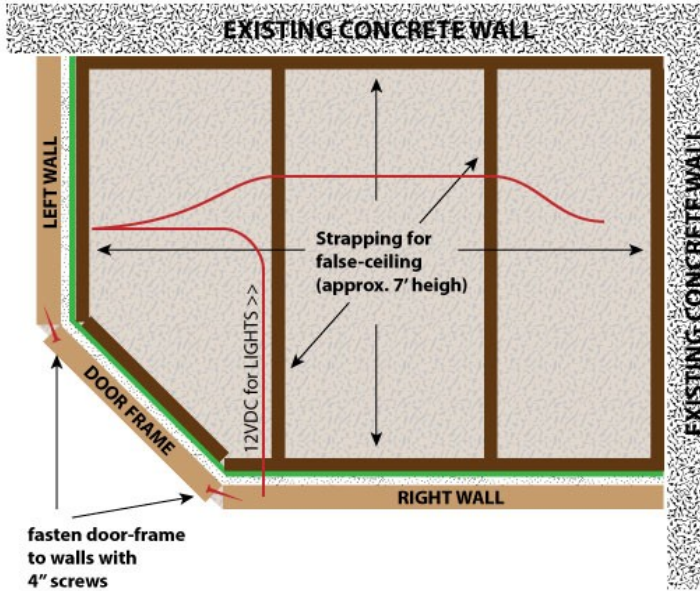 EXISTING CONCRETE WALL
LEFT WALL
EXISTING CONCRETE WALL
Strapping for
false-ceiling
(approx. 7' heigh)
12VDC for LIGHTS >>
DOOR FRAME
RIGHT WALL
fasten door-frame
to walls with
4" screws